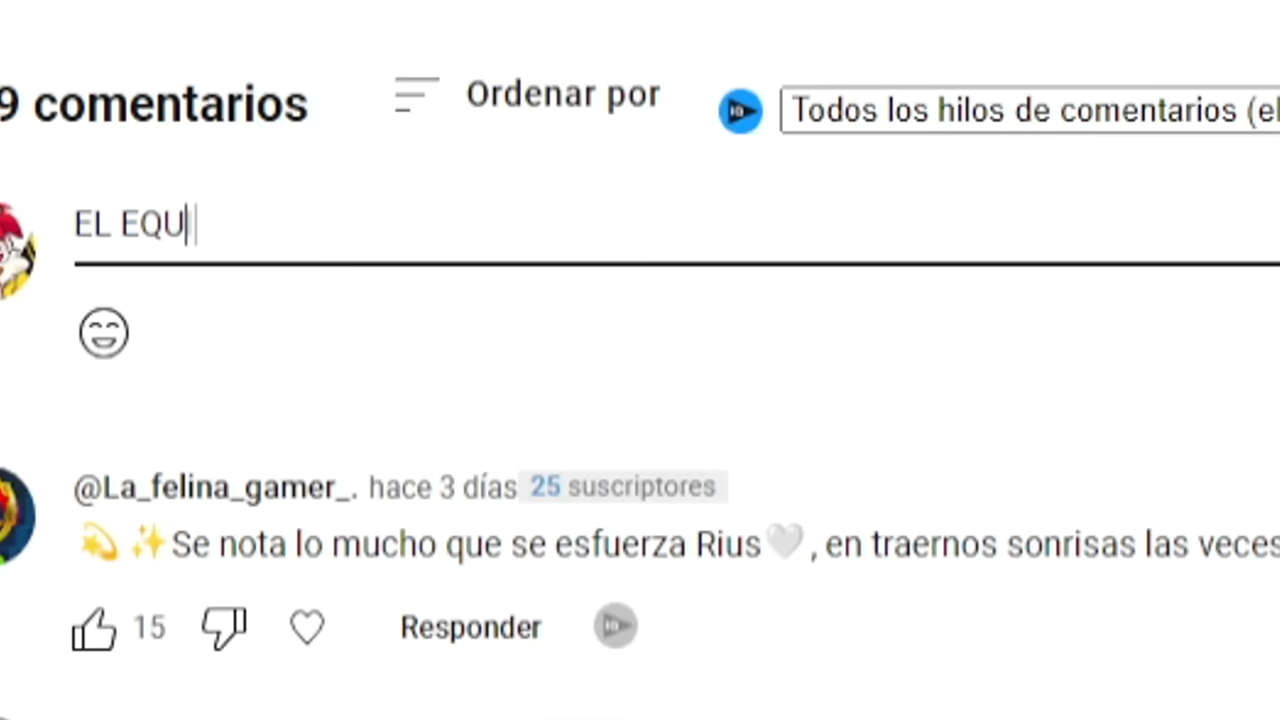 9 comentarios
Ordenar por
Todos los hilos de comentarios (el
EL EQU
@La_felina_gamer_. hace 3 días 25 suscriptores
💫 ✨Se nota lo mucho que se esfuerza Rius🤍, en traernos sonrisas las veces
15
Responder